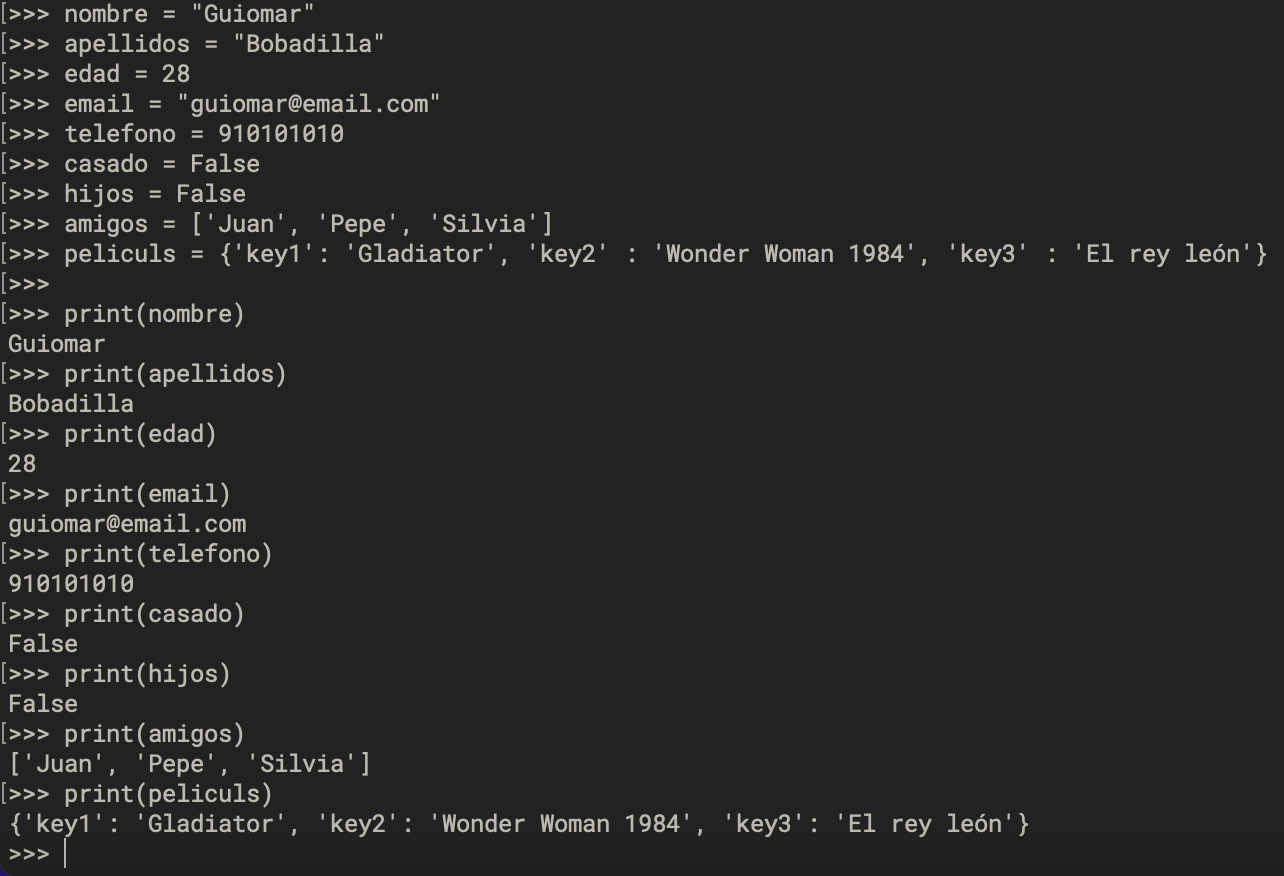 [>>> nombre = "Guiomar"
[>>> apellidos = "Bobadilla"
[>>> edad = 28
[>>> email = "guiomar@email.com"
[>>> telefono = 910101010
[>>> casado = False
[>>> hijos = False
[>>> amigos = ['Juan', 'Pepe', 'Silvia']
[>>> peliculs = {'key1': 'Gladiator', 'key2' : 'Wonder Woman 1984', 'key3' : 'El rey león'}
[>>>
[>>> print(nombre)
Guiomar
[>>> print(apellidos)
Bobadilla
[>>> print(edad)
28
[>>> print(email)
guiomar@email.com
[>>> print(telefono)
910101010
[>>> print(casado)
False
[>>> print(hijos)
False
[>>> print(amigos)
['Juan', 'Pepe', 'Silvia']
[>>> print(peliculs)
{'key1': 'Gladiator', 'key2': 'Wonder Woman 1984', 'key3': 'El rey león'}
>>>